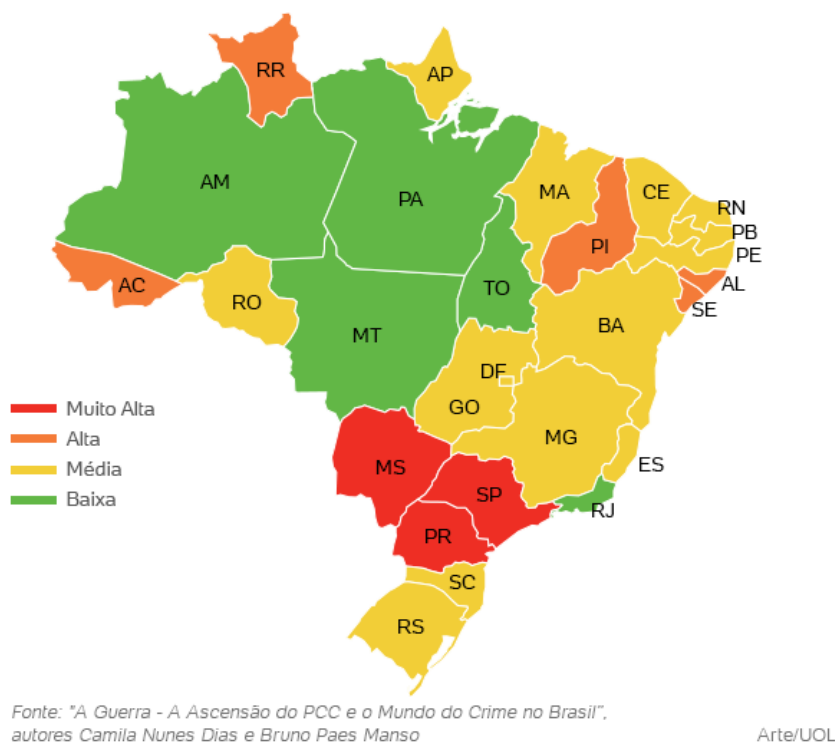 RR
AP
AM
PA
MA
CE
RN
PB
PE
PI
AC
RO
TO
AL
SE
BA
MT
DF
GO
MG
ES
RJ
MS
SP
PR
SC
RS
Muito Alta
Alta
Média
Baixa
Fonte: "A Guerra - A Ascensão do PCC e o Mundo do Crime no Brasil",
autores Camila Nunes Dias e Bruno Paes Manso
Arte/UOL